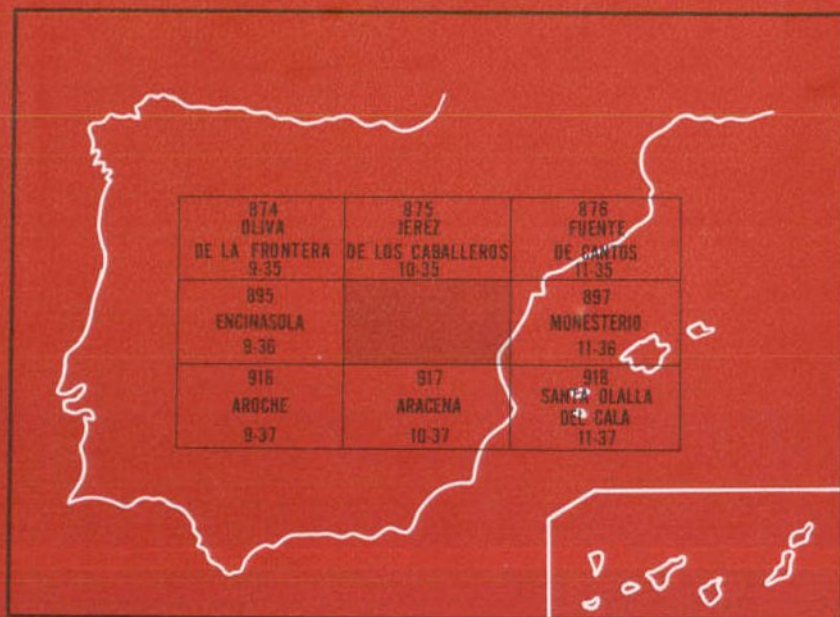 874
OLIVA
DE LA FRONTERA
9-35
875
JEREZ
DE LOS CABALLEROS
10-35
876
FUENTE
DE CANTOS
11-35
895
ENCINASOLA
9-36
897
MONESTERIO
11-36
916
AROCHE
9-37
917
ARACENA
10-37
918
SANTA OLALLA
DEL CALA
11-37